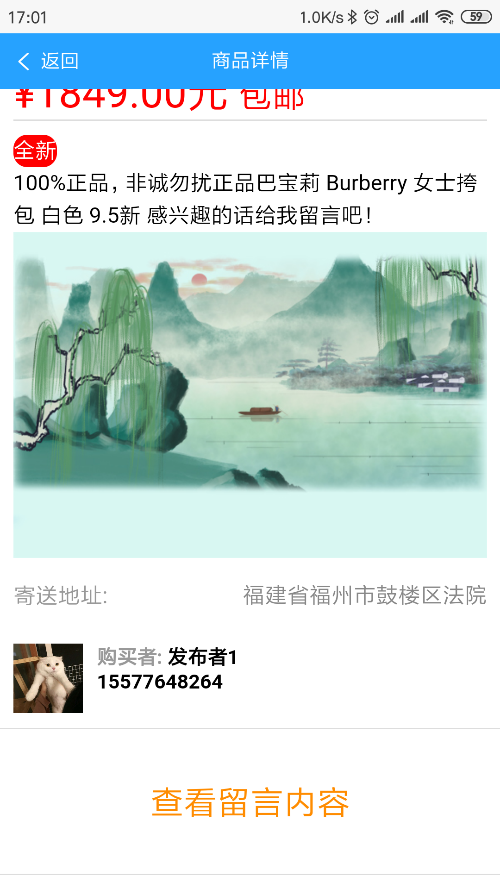 17:01
1.0K/s
59
返回
商品详情
¥1849.00元 包邮
全新
100%正品，非诚勿扰正品巴宝莉 Burberry 女士挎
包 白色 9.5新 感兴趣的话给我留言吧！
寄送地址:
福建省福州市鼓楼区法院
购买者: 发布者1
15577648264
查看留言内容